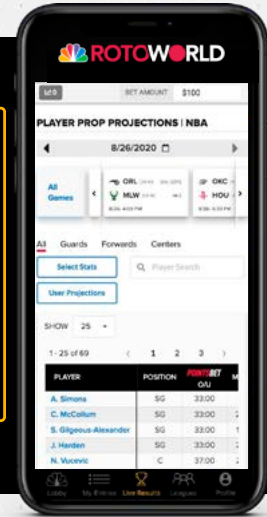 ROTOWORLD
BET AMOUNT $100
PLAYER PROP PROJECTIONS | NBA
8/26/2020
All Games
ORL
MLW
OKC
HOU
All Guards Forwards Centers
Select Stats
Player Search
User Projections
SHOW 25
1 - 25 of 69 1 2 3
PLAYER POSITION POINTSBET O/U M
A. Simons SG 33:00
C. McCollum SG 33:00
S. Gilgeous-Alexander SG 33:00
J. Harden SG 33:00
N. Vucevic C 37:00
Lobby My Entries Live Results Leagues Profile